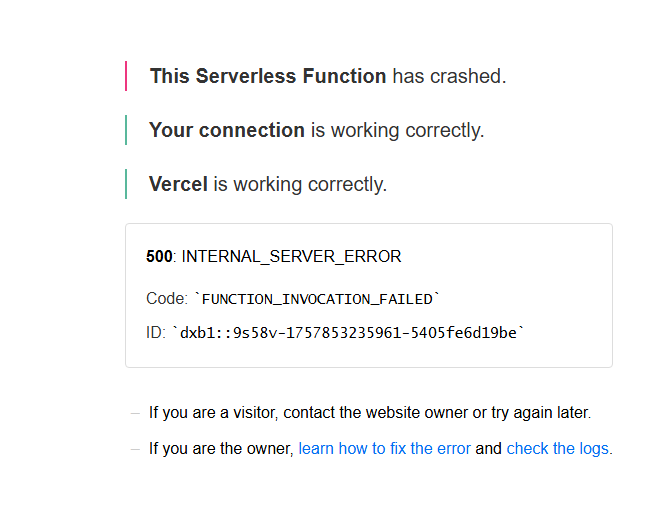 This Serverless Function has crashed.
Your connection is working correctly.
Vercel is working correctly.
500: INTERNAL_SERVER_ERROR
Code: `FUNCTION_INVOCATION_FAILED`
ID: `dxb1::9s58v-1757853235961-5405fe6d19be`
– If you are a visitor, contact the website owner or try again later.
– If you are the owner, learn how to fix the error and check the logs.